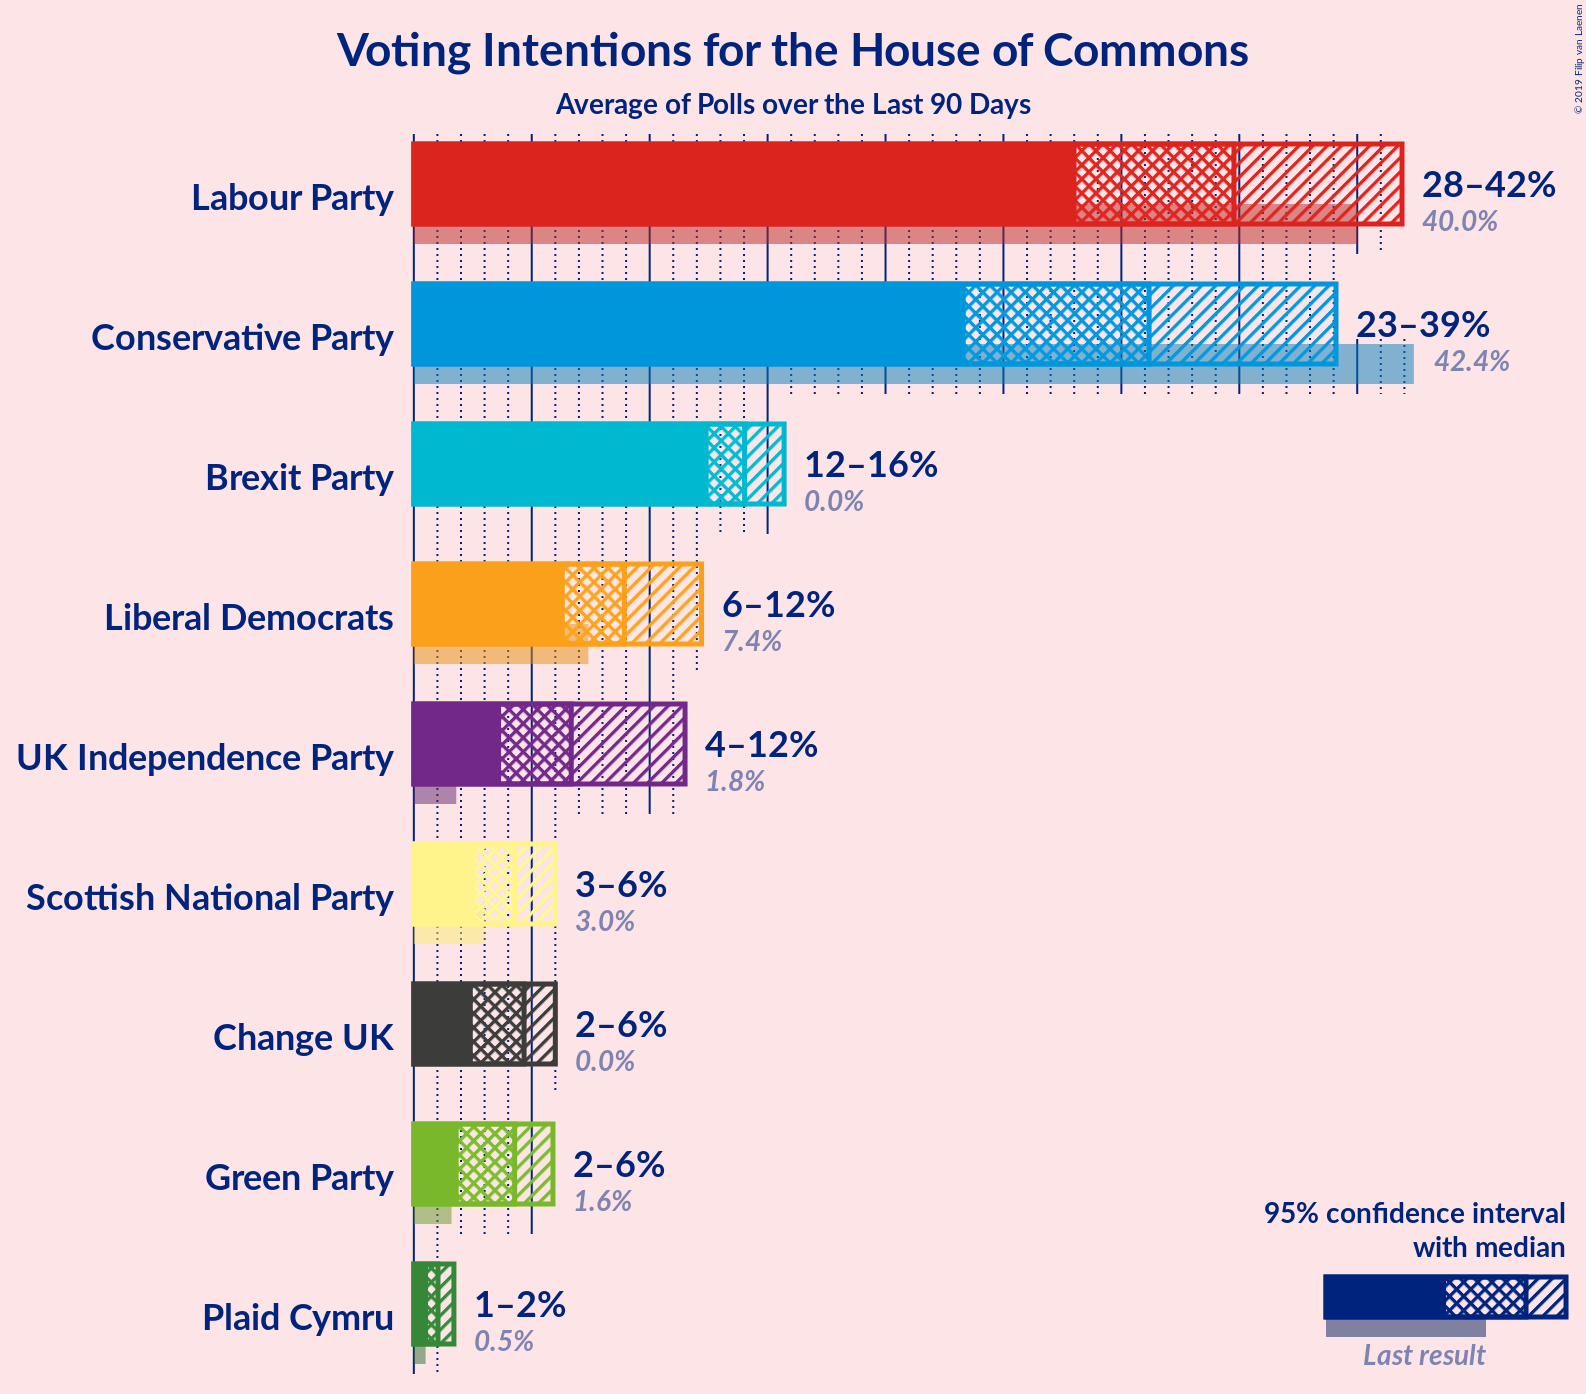 Voting Intentions for the House of Commons
Average of Polls over the Last 90 Days
© 2019 Filip van Laenen
Labour Party
28–42%
40.0%
Conservative Party
23–39%
42.4%
Brexit Party
12–16%
0.0%
Liberal Democrats
6–12%
7.4%
UK Independence Party
4–12%
1.8%
Scottish National Party
3–6%
3.0%
Change UK
2–6%
0.0%
Green Party
2–6%
1.6%
Plaid Cymru
1–2%
0.5%
95% confidence interval
with median
Last result